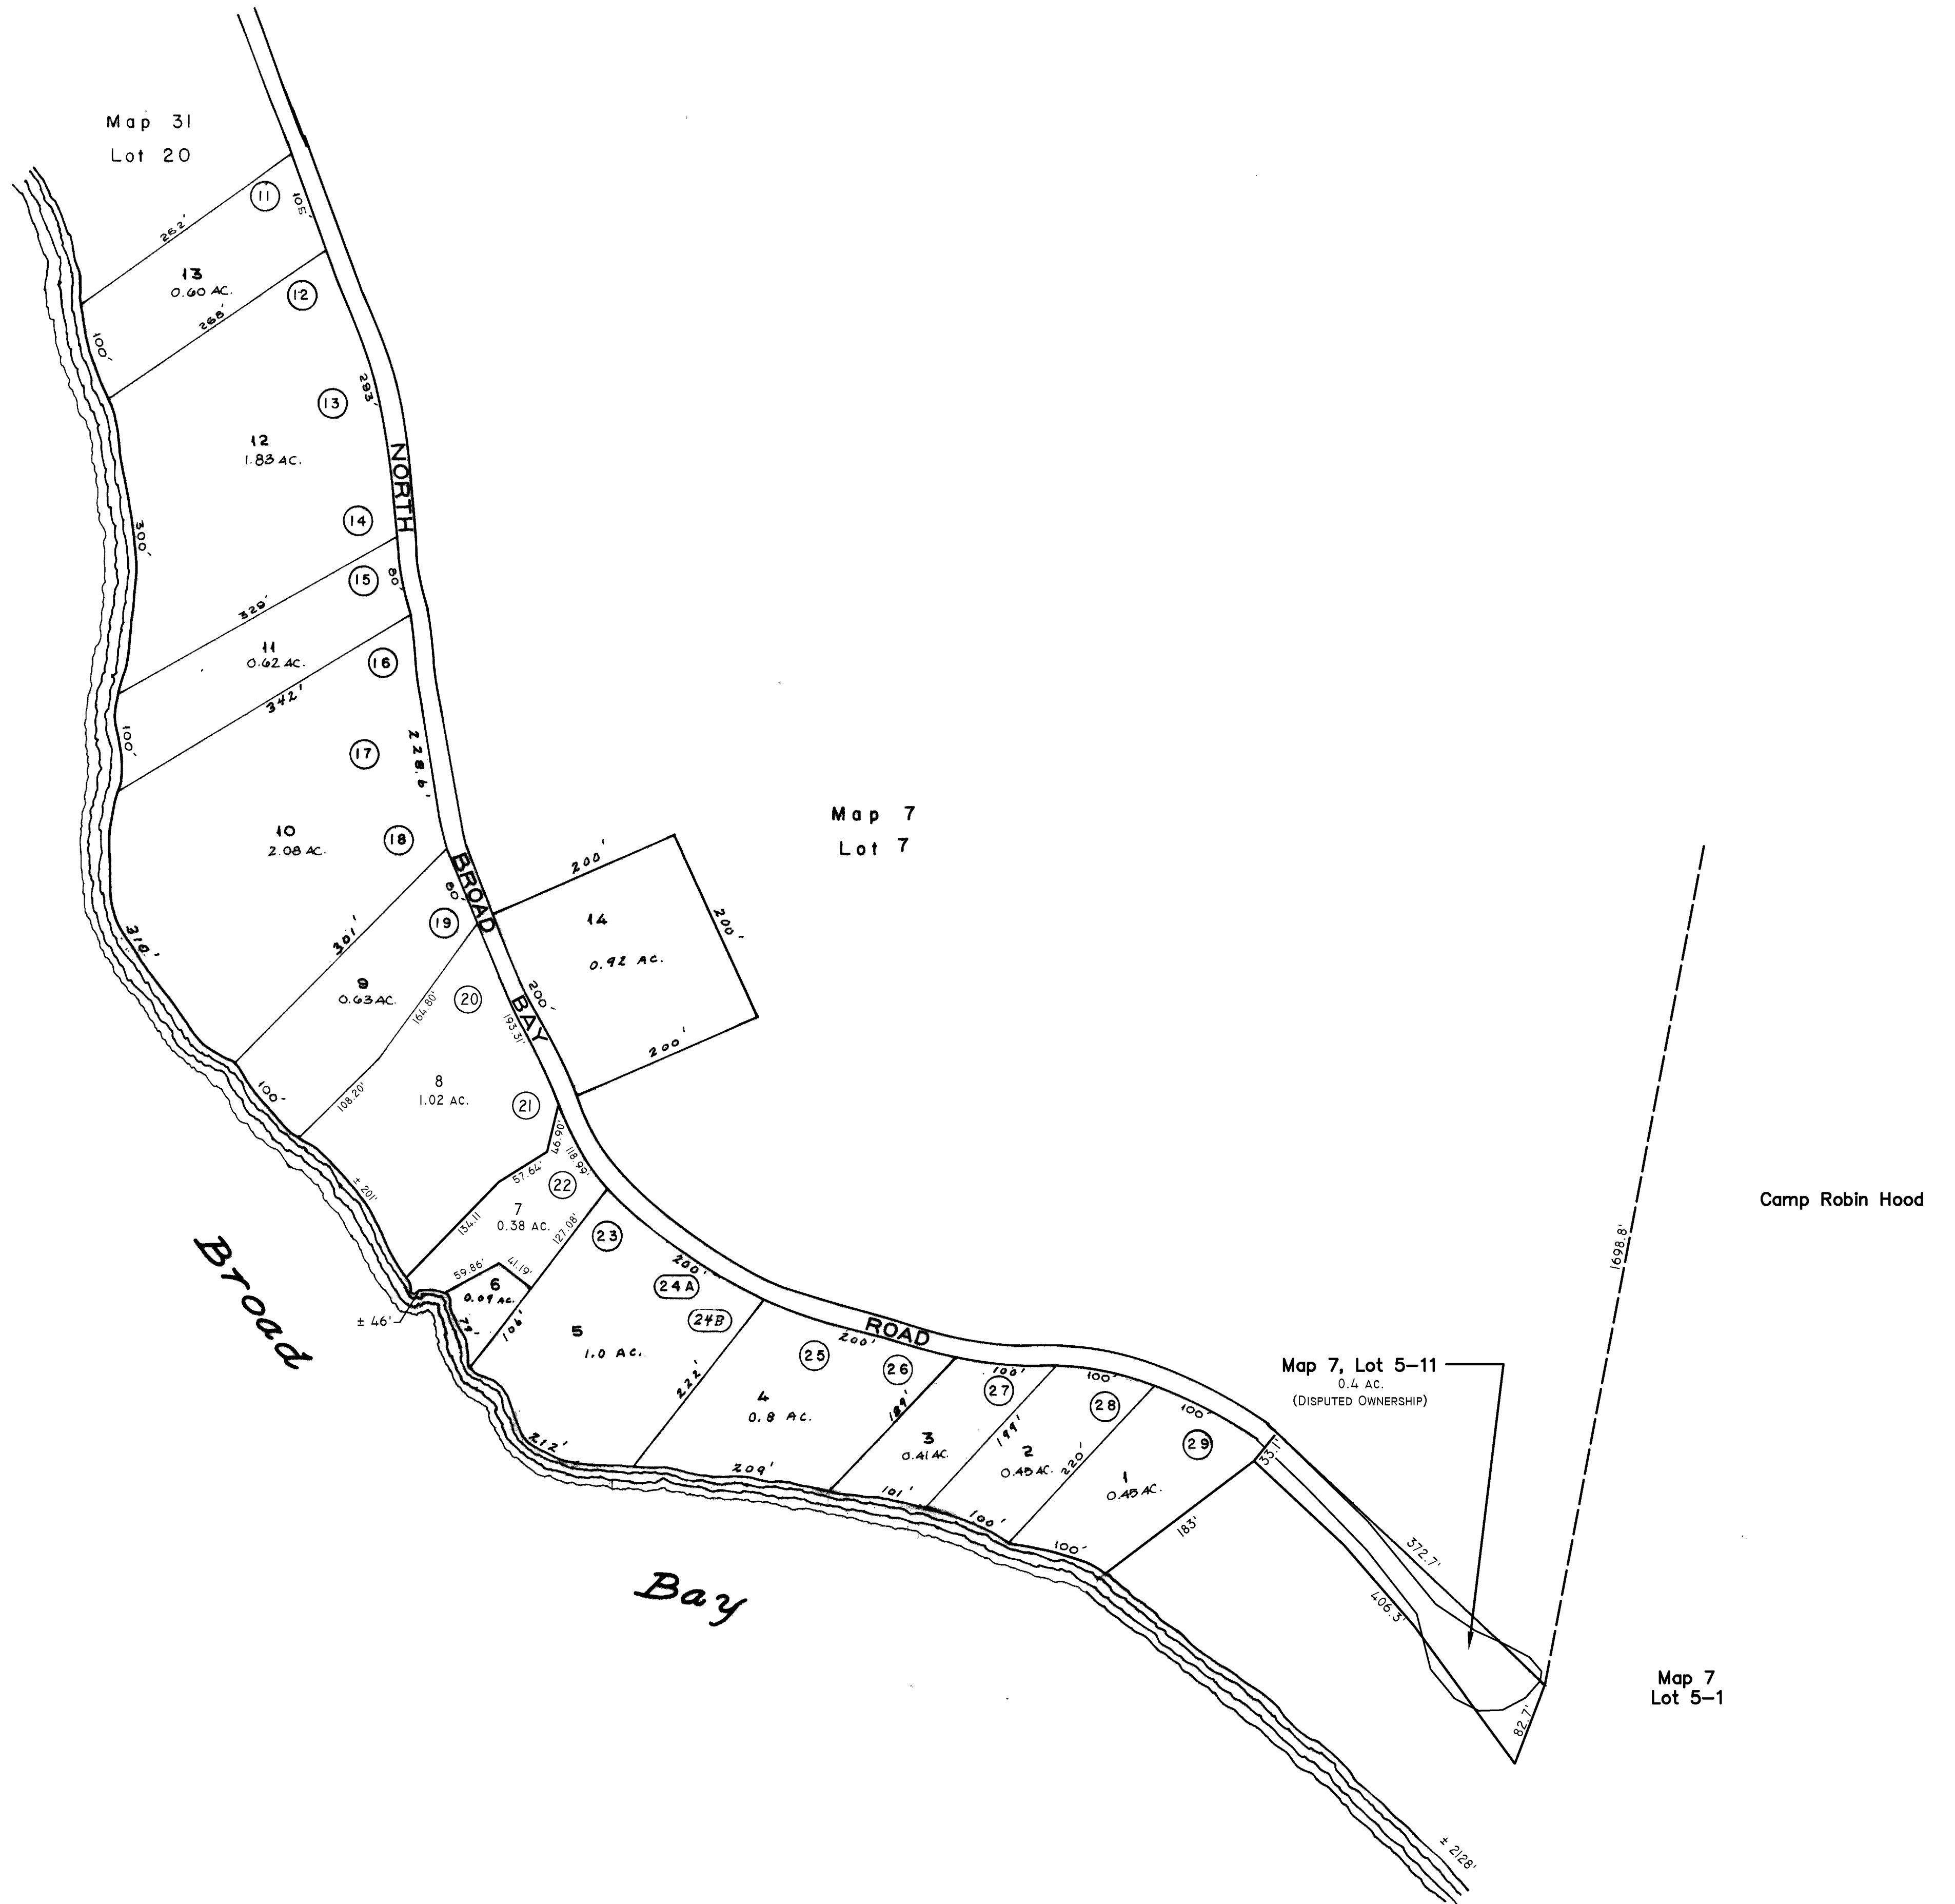 Map 31
Lot 20
11
105'
262'
13
0.60 AC.
12
268'
100'
13
293'
12
1.83 AC.
NORTH
14
300'
15
80'
329'
11
0.62 AC.
16
342'
100'
17
228.6'
10
2.08 AC.
18
BROAD
80'
19
310'
301'
9
0.63 AC.
164.80'
20
Map 7
Lot 7
200'
200'
14
0.92 AC.
200'
200'
BAY
193.31'
100'
108.20'
8
1.02 AC.
21
46.90'
118.99'
57.64'
22
± 201'
134.11
7
0.38 AC.
127.08'
23
59.86'
41.19'
6
0.09 AC.
79'
106'
± 46'
200'
24A
24B
5
1.0 AC.
222'
212'
ROAD
200'
25
26
4
0.8 AC.
189'
209'
100'
27
3
0.41 AC.
199'
101'
100'
28
2
0.45 AC.
220'
100'
100'
29
1
0.45 AC.
100'
183'
33.1'
Map 7, Lot 5-11
0.4 AC.
(DISPUTED OWNERSHIP)
1698.8'
Camp Robin Hood
372.7'
406.3'
82.7'
Map 7
Lot 5-1
± 2128'
Broad
Bay